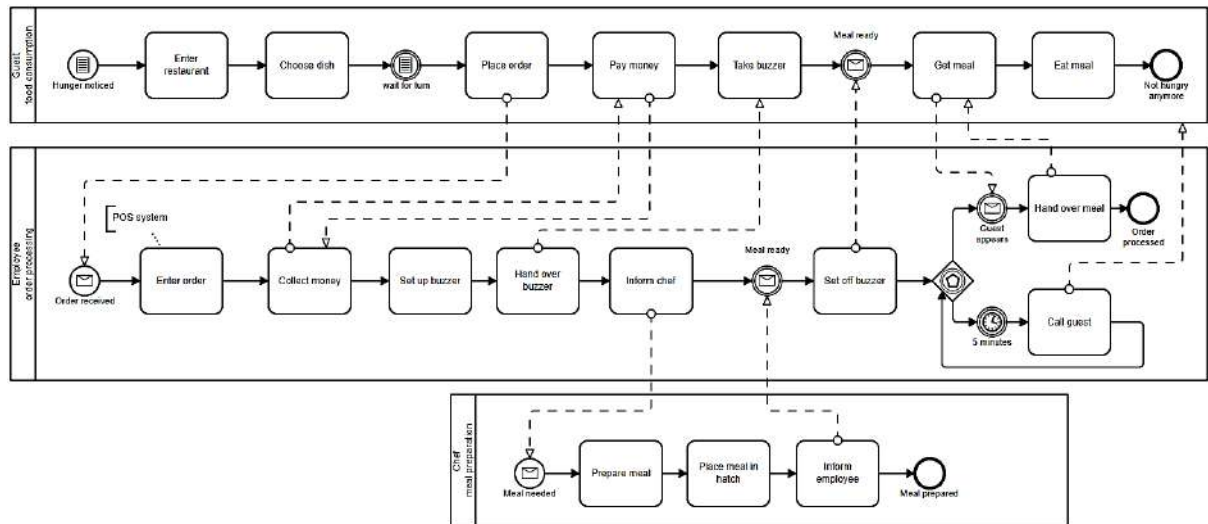 Guest
food consumption
Hunger noticed
Enter
restaurant
Choose dish
wait for turn
Place order
Pay money
Take buzzer
Meal ready
Get meal
Eat meal
Not hungry
anymore
Employee
order processing
POS system
Order received
Enter order
Collect money
Set up buzzer
Hand over
buzzer
Inform chef
Meal ready
Set off buzzer
Guest
appears
Hand over meal
Order
processed
5 minutes
Call guest
Chef
meal preparation
Meal needed
Prepare meal
Place meal in
hatch
Inform
employee
Meal prepared